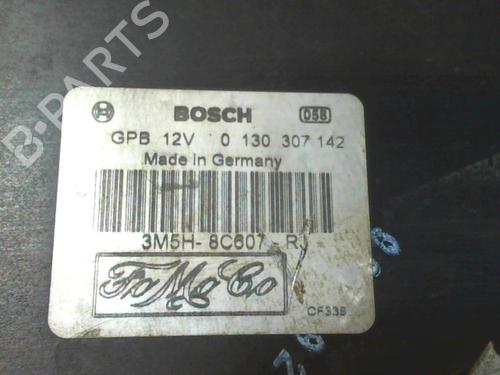 B-PARTS
BOSCH 058
GPB 12V 0 130 307 142
Made in Germany
3M5H-8C607-RJ
FoMoCo
CF339